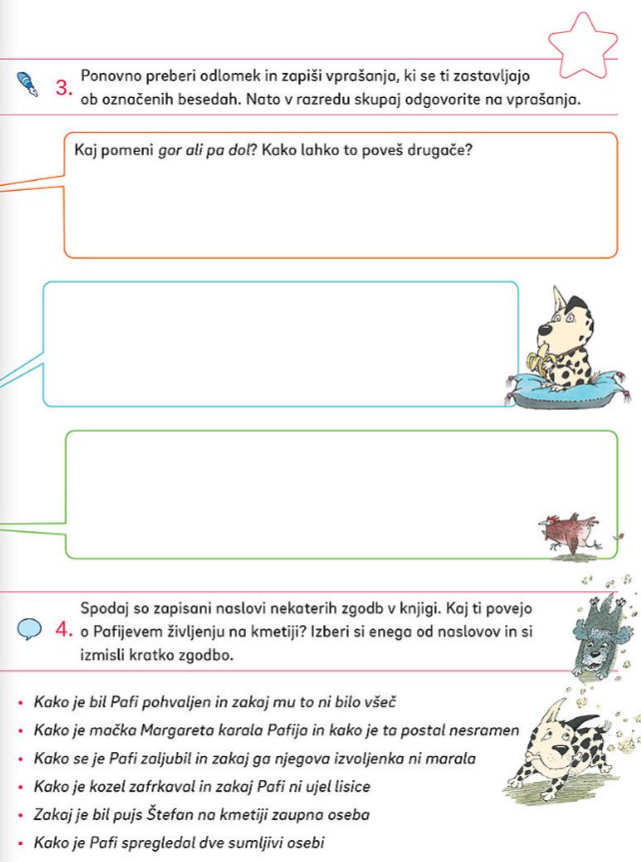 3. Ponovno preberi odlomek in zapiši vprašanja, ki se ti zastavljajo
ob označenih besedah. Nato v razredu skupaj odgovorite na vprašanja.
Kaj pomeni gor ali pa dol? Kako lahko to poveš drugače?
Spodaj so zapisani naslovi nekaterih zgodb v knjigi. Kaj ti povejo
4. o Pafijevem življenju na kmetiji? Izberi si enega od naslovov in si
izmisli kratko zgodbo.
• Kako je bil Pafi pohvaljen in zakaj mu to ni bilo všeč
• Kako je mačka Margareta karala Pafija in kako je ta postal nesramen
• Kako se je Pafi zaljubil in zakaj ga njegova izvoljenka ni marala
• Kako je kozel zafrkaval in zakaj Pafi ni ujel lisice
• Zakaj je bil pujs Štefan na kmetiji zaupna oseba
• Kako je Pafi spregledal dve sumljivi osebi